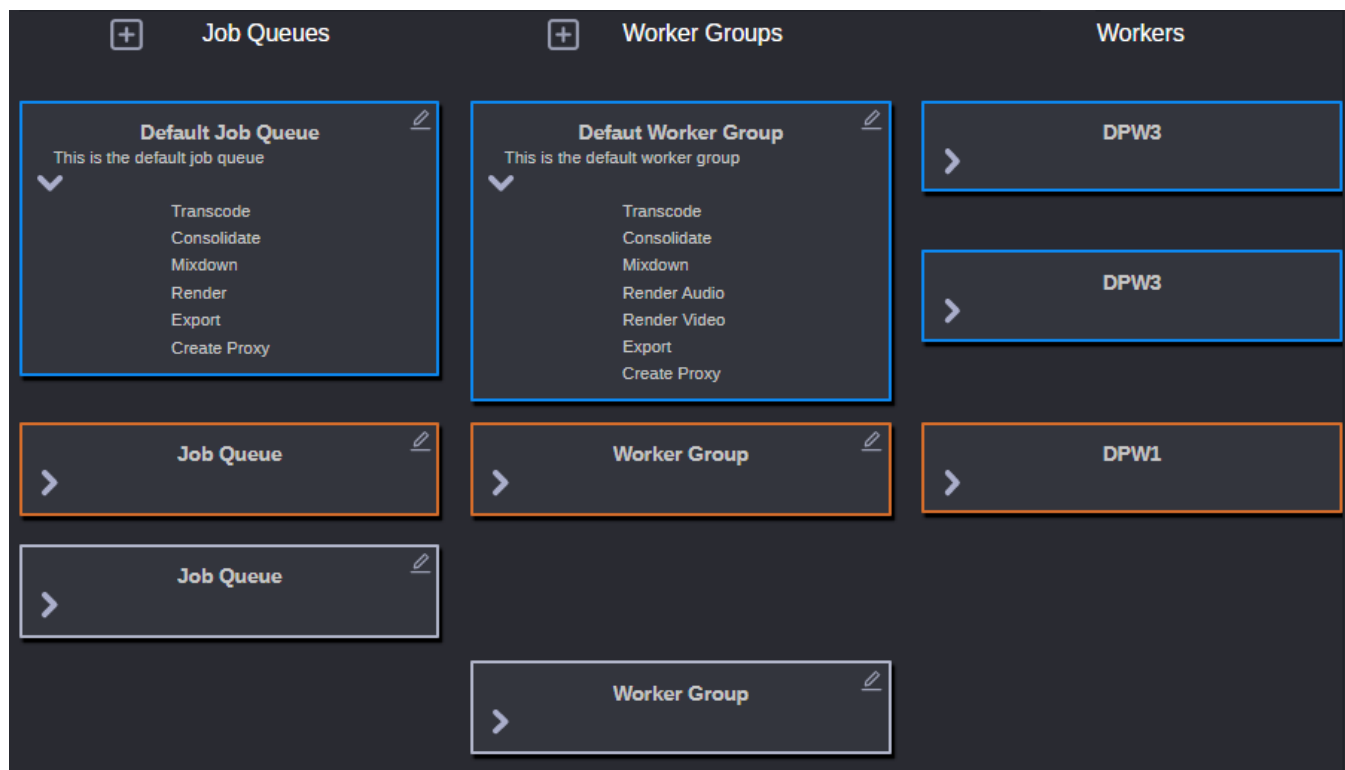 Job Queues
Worker Groups
Workers
Default Job Queue
This is the default job queue
Transcode
Consolidate
Mixdown
Render
Export
Create Proxy
Defaut Worker Group
This is the default worker group
Transcode
Consolidate
Mixdown
Render Audio
Render Video
Export
Create Proxy
DPW3
DPW3
Job Queue
Worker Group
DPW1
Job Queue
Worker Group